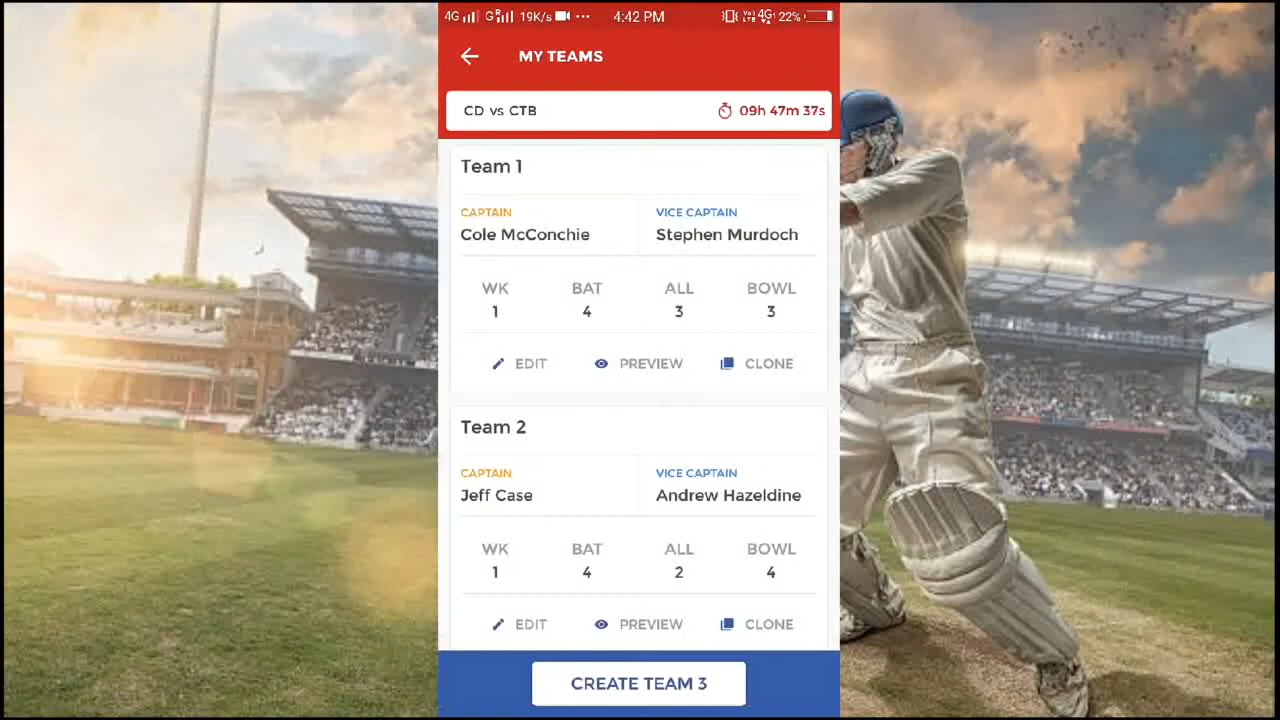 4G G R 19K/s ••• 4:42 PM 4G 22%
MY TEAMS
CD vs CTB 09h 47m 37s
Team 1
CAPTAIN VICE CAPTAIN
Cole McConchie Stephen Murdoch
WK BAT ALL BOWL
1 4 3 3
EDIT PREVIEW CLONE
Team 2
CAPTAIN VICE CAPTAIN
Jeff Case Andrew Hazeldine
WK BAT ALL BOWL
1 4 2 4
EDIT PREVIEW CLONE
CREATE TEAM 3